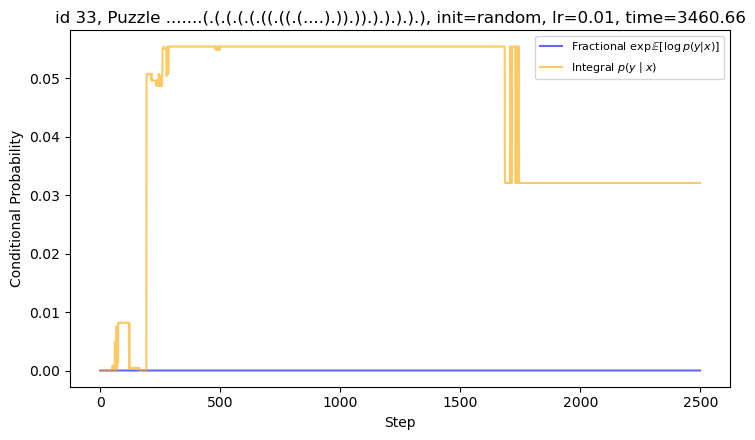 id 33, Puzzle .......(.(.(.(.(.((.((.(....).)).)).).).).).), init=random, lr=0.01, time=3460.66
Fractional exp𝔼[log p(y|x)]
Integral p(y | x)
Conditional Probability
0.05
0.04
0.03
0.02
0.01
0.00
0
500
1000
1500
2000
2500
Step